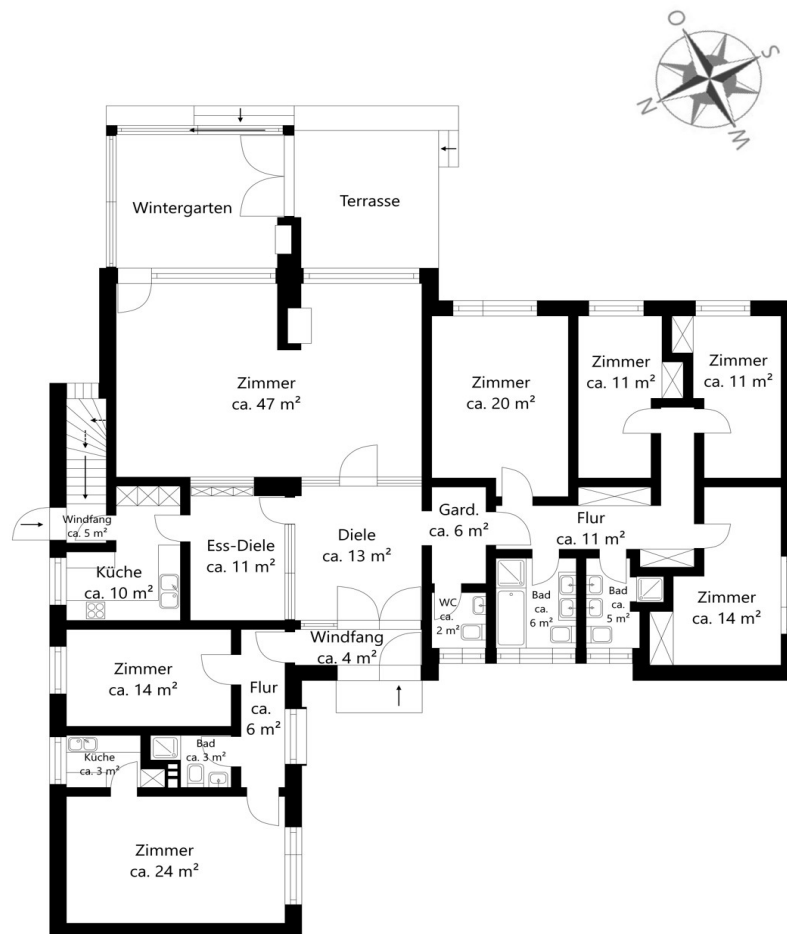 O
S
N
W
Wintergarten
Terrasse
Zimmer
ca. 47 m²
Zimmer
ca. 20 m²
Zimmer
ca. 11 m²
Zimmer
ca. 11 m²
Windfang
ca. 5 m²
Küche
ca. 10 m²
Ess-Diele
ca. 11 m²
Diele
ca. 13 m²
Gard.
ca. 6 m²
Flur
ca. 11 m²
WC
ca.
2 m²
Bad
ca.
6 m²
Bad
ca.
5 m²
Zimmer
ca. 14 m²
Windfang
ca. 4 m²
Zimmer
ca. 14 m²
Flur
ca.
6 m²
Küche
ca. 3 m²
Bad
ca. 3 m²
Zimmer
ca. 24 m²